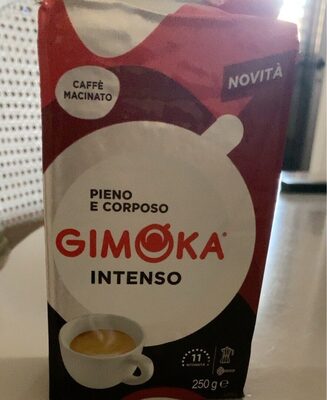 CAFFÈ
MACINATO
NOVITÀ
PIENO
E CORPOSO
GIMOKA®
INTENSO
11
250 g e